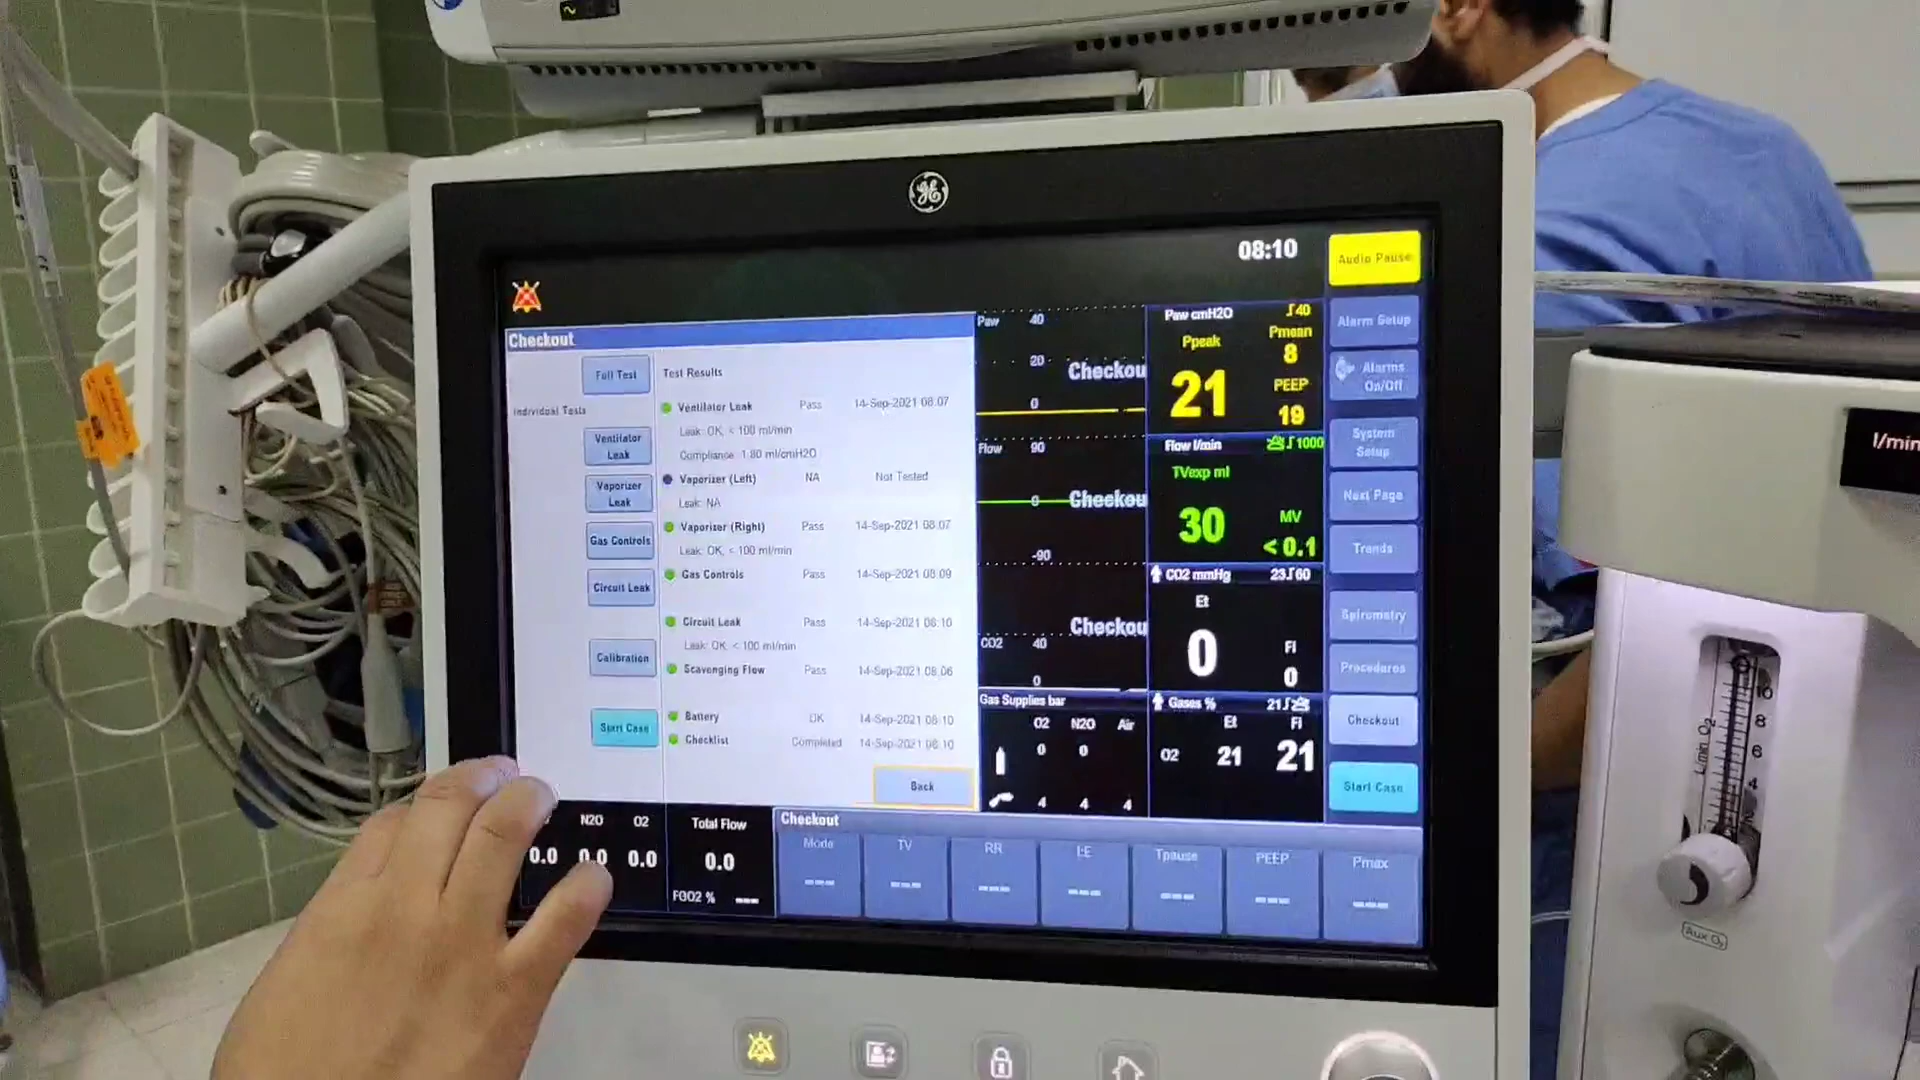 08:10
Audio Pause
Checkout
Full Test
Test Results
Individual Tests
Ventilator Leak
Ventilator Leak Pass 14-Sep-2021 08:07
Leak: OK, < 100 ml/min
Compliance: 1.80 ml/cmH2O
Vaporizer Leak
Vaporizer (Left) NA Not Tested
Leak: NA
Vaporizer (Right) Pass 14-Sep-2021 08:07
Leak: OK, < 100 ml/min
Gas Controls
Gas Controls Pass 14-Sep-2021 08:09
Circuit Leak
Circuit Leak Pass 14-Sep-2021 08:10
Leak: OK, < 100 ml/min
Calibration
Scavenging Flow Pass 14-Sep-2021 08:06
Start Case
Battery OK 14-Sep-2021 08:10
Checklist Completed 14-Sep-2021 08:10
Back
Paw 40
20
0
Checkou
Flow 90
0
-90
Checkou
Checkou
CO2 40
0
Paw cmH2O 40
Ppeak Pmean
21 8
PEEP
19
Flow l/min 1000
TVexp ml
30
MV
< 0.1
CO2 mmHg 23 60
Et
0
FI
0
Gas Supplies bar
O2 N2O Air
0 0
4 4 4
Gases % 21
Et Fi
O2 21 21
Alarm Setup
Alarms On/Off
System Setup
Next Page
Trends
Spirometry
Procedures
Checkout
Start Case
N2O O2
0.0 0.0 0.0
Total Flow
0.0
FGO2 % ---
Checkout
Mode TV RR I:E Tpause PEEP Pmax
--- --- --- --- --- --- ---
l/min
L/min O2
10
8
6
4
2
Aux O2
GE